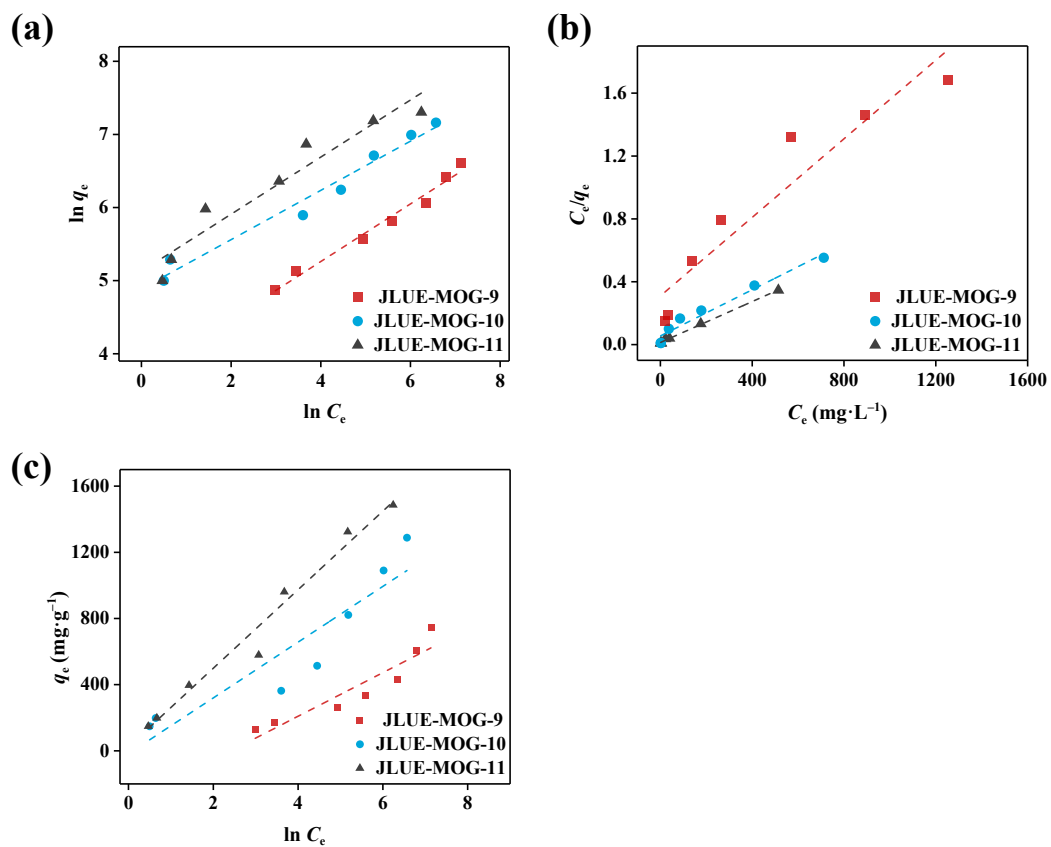 (a)
8
7
6
5
4
ln qₑ
0 2 4 6 8
ln Cₑ
JLUE-MOG-9
JLUE-MOG-10
JLUE-MOG-11
(b)
1.6
1.2
0.8
0.4
0.0
Cₑ/qₑ
0 400 800 1200 1600
Cₑ (mg·L⁻¹)
JLUE-MOG-9
JLUE-MOG-10
JLUE-MOG-11
(c)
1600
1200
800
400
0
qₑ (mg·g⁻¹)
0 2 4 6 8
ln Cₑ
JLUE-MOG-9
JLUE-MOG-10
JLUE-MOG-11